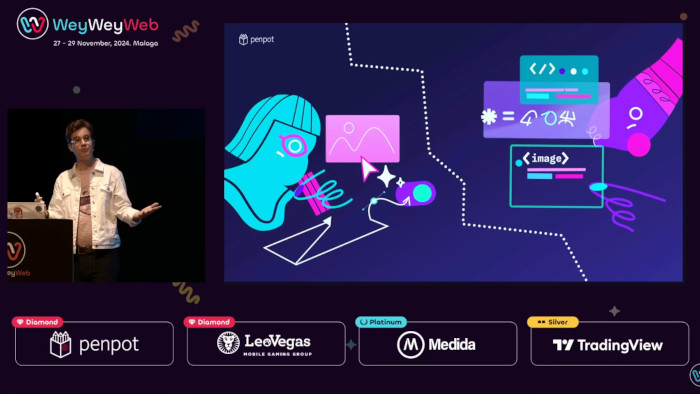 WeyWeyWeb
27 - 29 November, 2024. Malaga
penpot
</>
<image>
eyWeb
Diamond
penpot
Diamond
LeoVegas
MOBILE GAMING GROUP
Platinum
Medida
Silver
TradingView